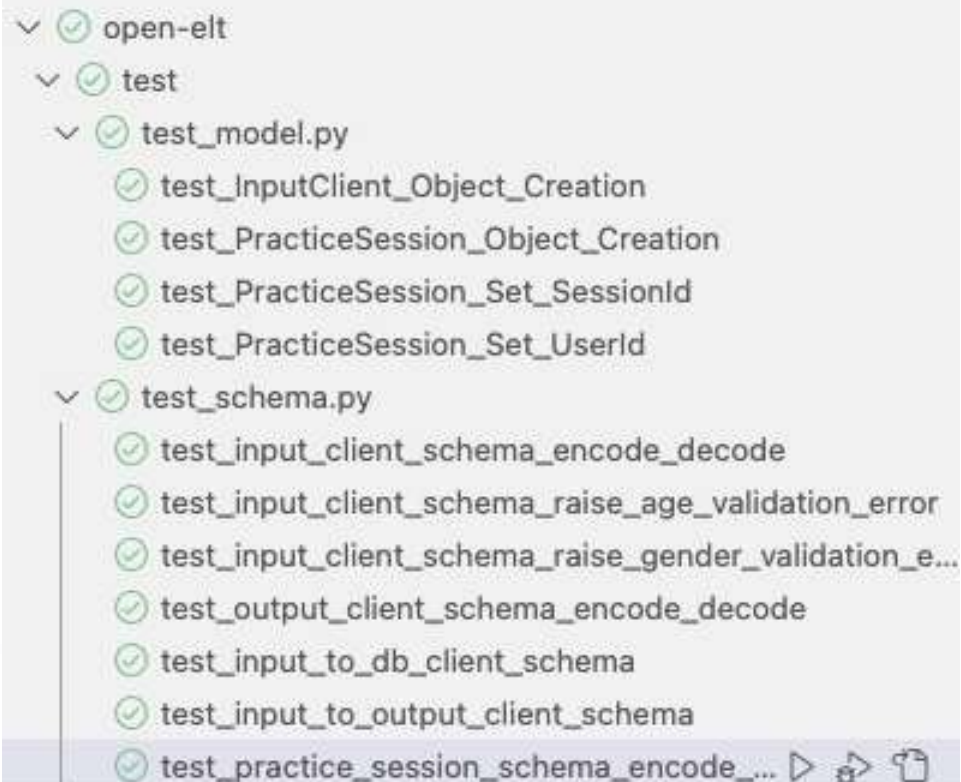 open-elt
test
test_model.py
test_InputClient_Object_Creation
test_PracticeSession_Object_Creation
test_PracticeSession_Set_SessionId
test_PracticeSession_Set_UserId
test_schema.py
test_input_client_schema_encode_decode
test_input_client_schema_raise_age_validation_error
test_input_client_schema_raise_gender_validation_e...
test_output_client_schema_encode_decode
test_input_to_db_client_schema
test_input_to_output_client_schema
test_practice_session_schema_encode_...